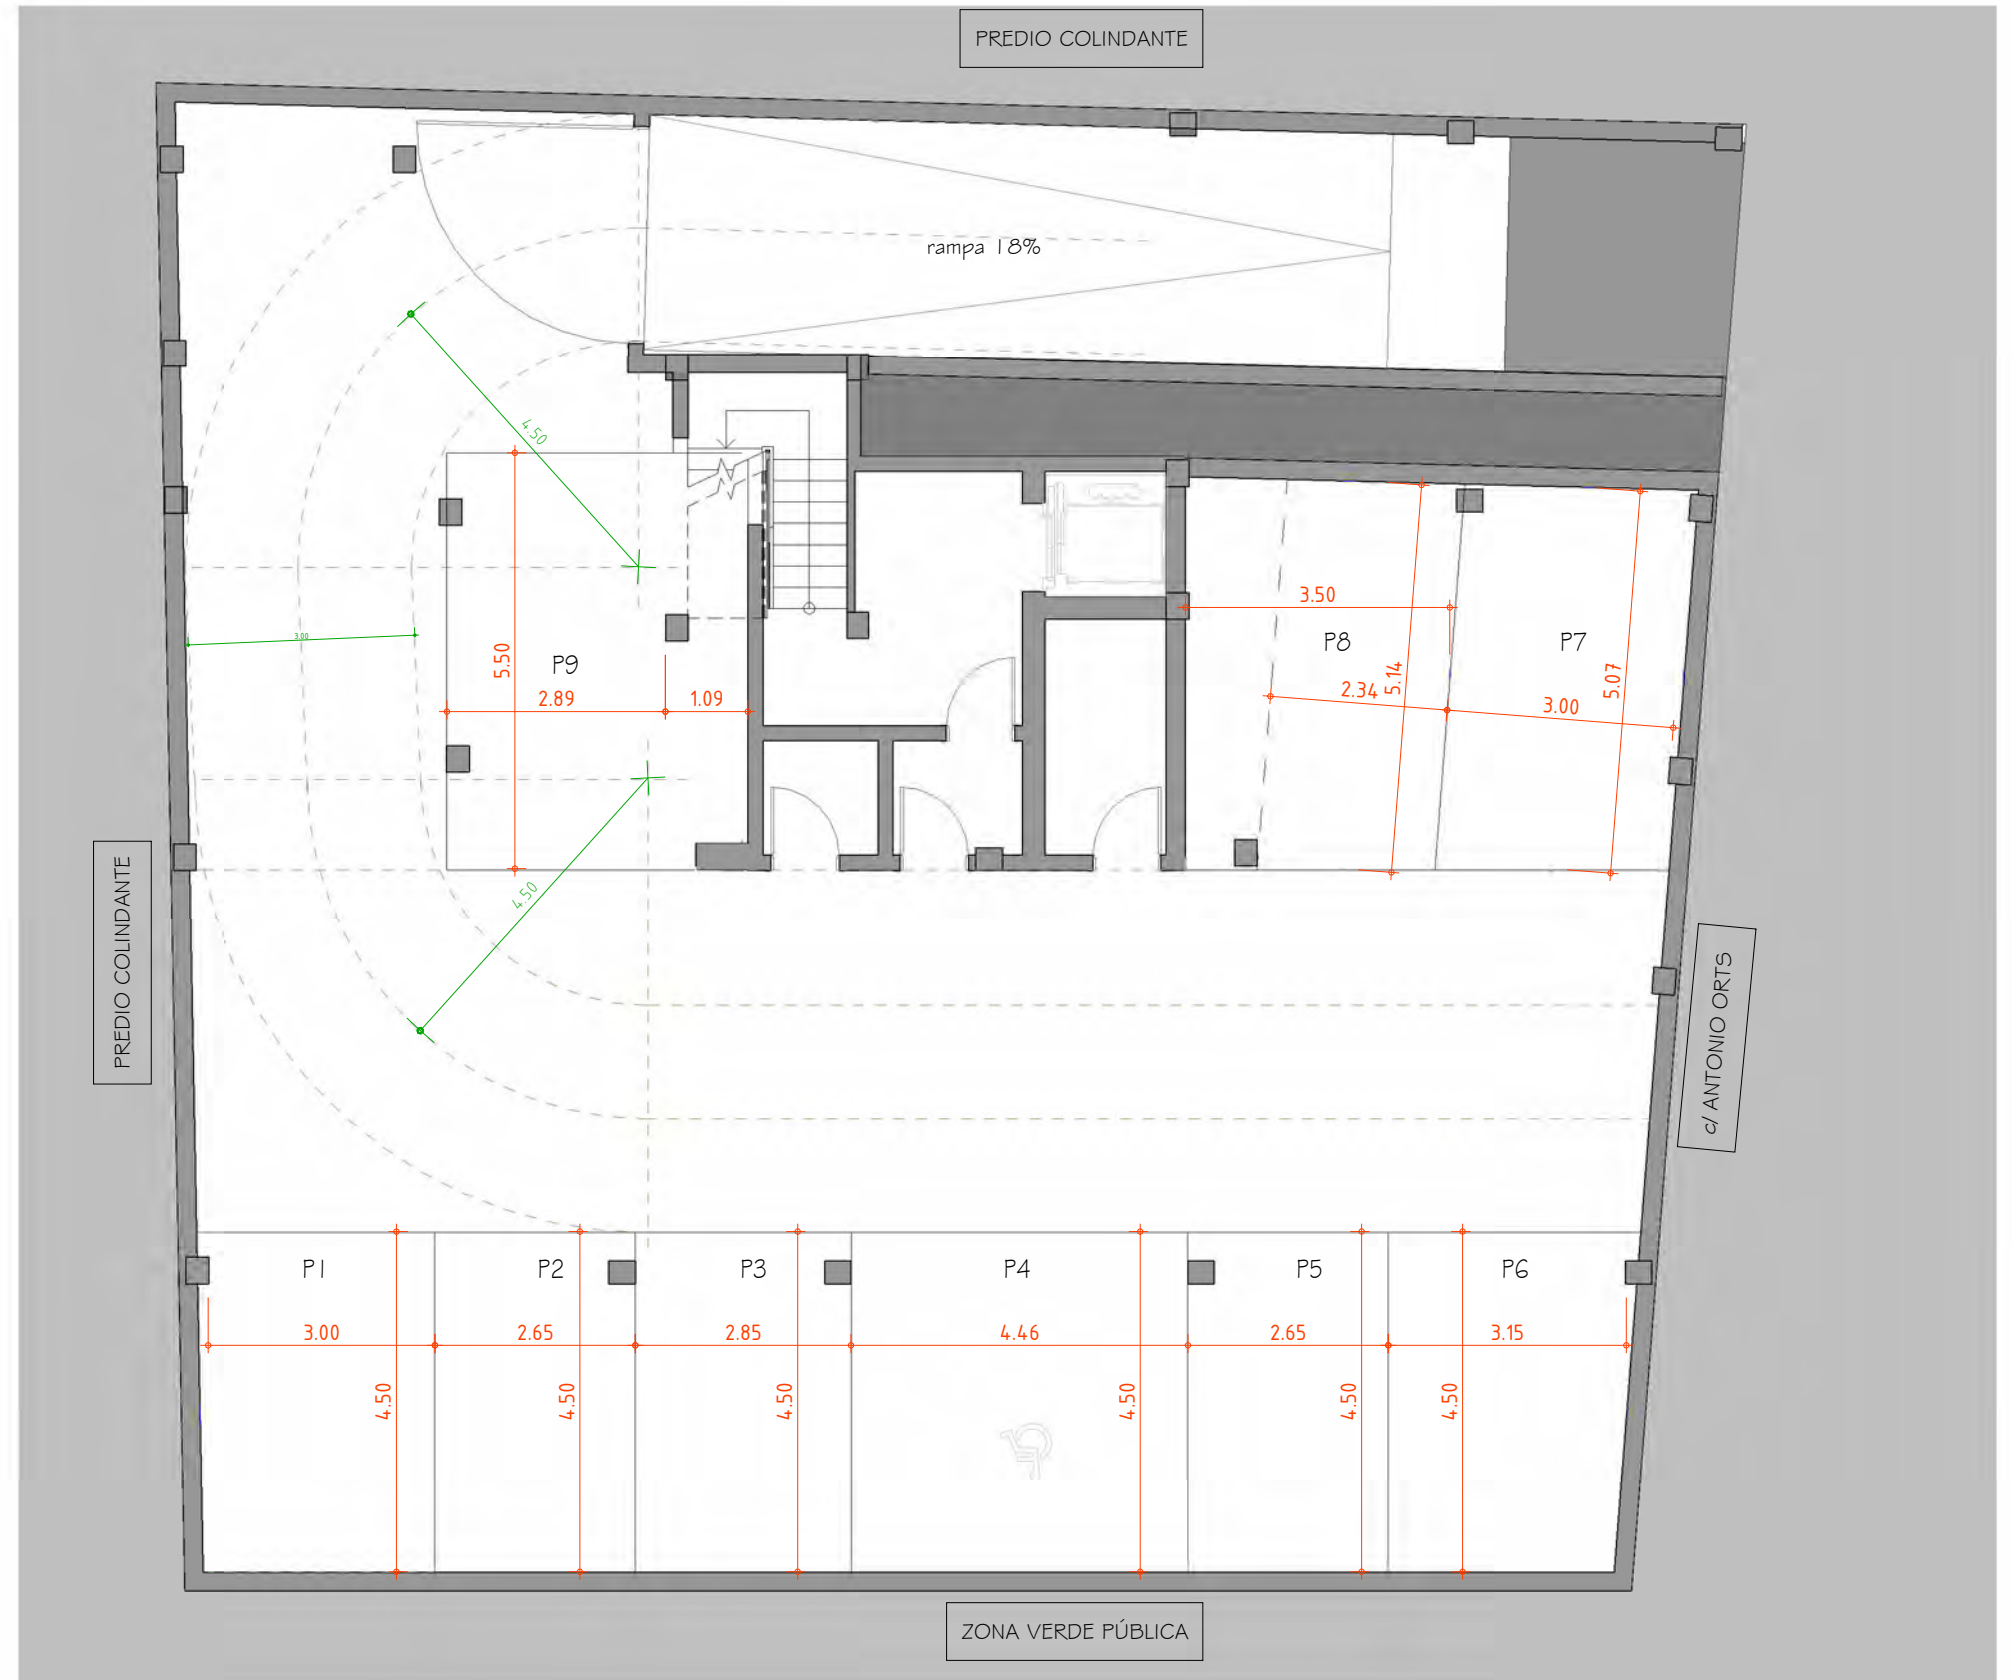 PREDIO COLINDANTE
rampa 18%
4.50
3.50
P8
P7
3.00
5.50
P9
2.89
1.09
2.34
5.14
3.00
5.07
4.50
PREDIO COLINDANTE
c/ ANTONIO ORTS
P1
P2
P3
P4
P5
P6
3.00
2.65
2.85
4.46
2.65
3.15
4.50
4.50
4.50
4.50
4.50
4.50
ZONA VERDE PÚBLICA